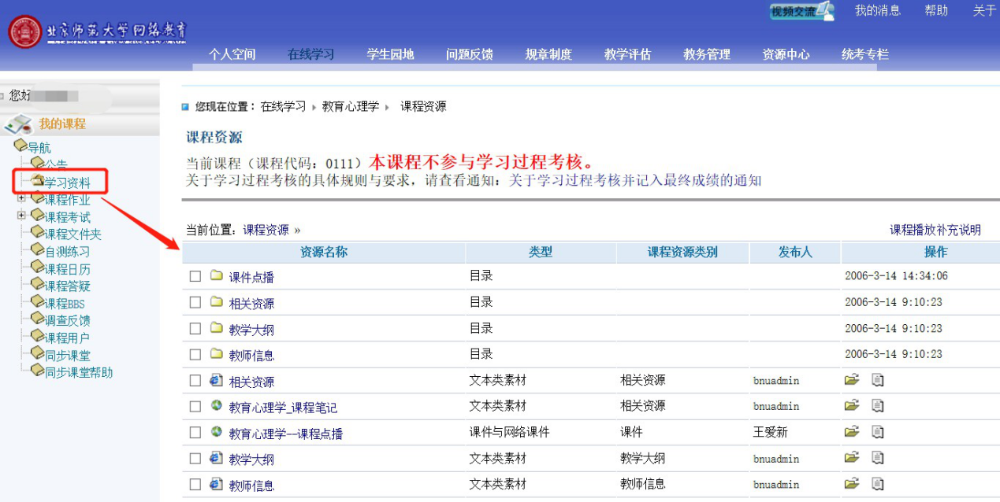 视频交流 我的消息 帮助 关于
北京师范大学网络教育
个人空间 在线学习 学生园地 问题反馈 规章制度 教学评估 教务管理 资源中心 统考专栏
您好
我的课程
导航
公告
学习资料
课程作业
课程考试
课程文件夹
自测练习
课程日历
课程答疑
课程BBS
调查反馈
课程用户
同步课堂
同步课堂帮助
您现在位置：在线学习 教育心理学 课程资源
课程资源
当前课程（课程代码：0111）本课程不参与学习过程考核。
关于学习过程考核的具体规则与要求，请查看通知：关于学习过程考核并记入最终成绩的通知
当前位置：课程资源 » 课程播放补充说明
资源名称 类型 课程资源类别 发布人 操作
课件点播 目录 2006-3-14 14:34:06
相关资源 目录 2006-3-14 9:10:23
教学大纲 目录 2006-3-14 9:10:23
教师信息 目录 2006-3-14 9:10:23
相关资源 文本类素材 相关资源 bnuadmin
教育心理学_课程笔记 文本类素材 相关资源 bnuadmin
教育心理学--课程点播 课件与网络课件 课件 王爱新
教学大纲 文本类素材 教学大纲 bnuadmin
教师信息 文本类素材 教师信息 bnuadmin